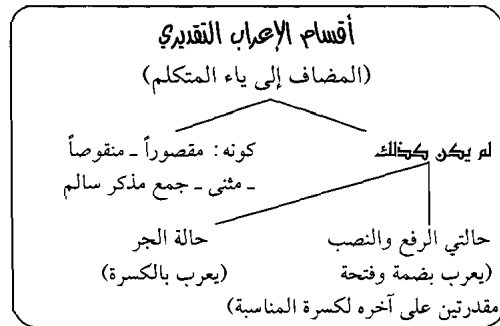 أقسام الإعراب التقديري
(المضاف إلى ياء المتكلم)
لم يكن كذلك
كونه: مقصوراً ـ منقوصاً
ـ مثنى ـ جمع مذكر سالم
حالتي الرفع والنصب
(يعرب بضمة وفتحة
مقدرتين على آخره لكسرة المناسبة)
حالة الجر
(يعرب بالكسرة)